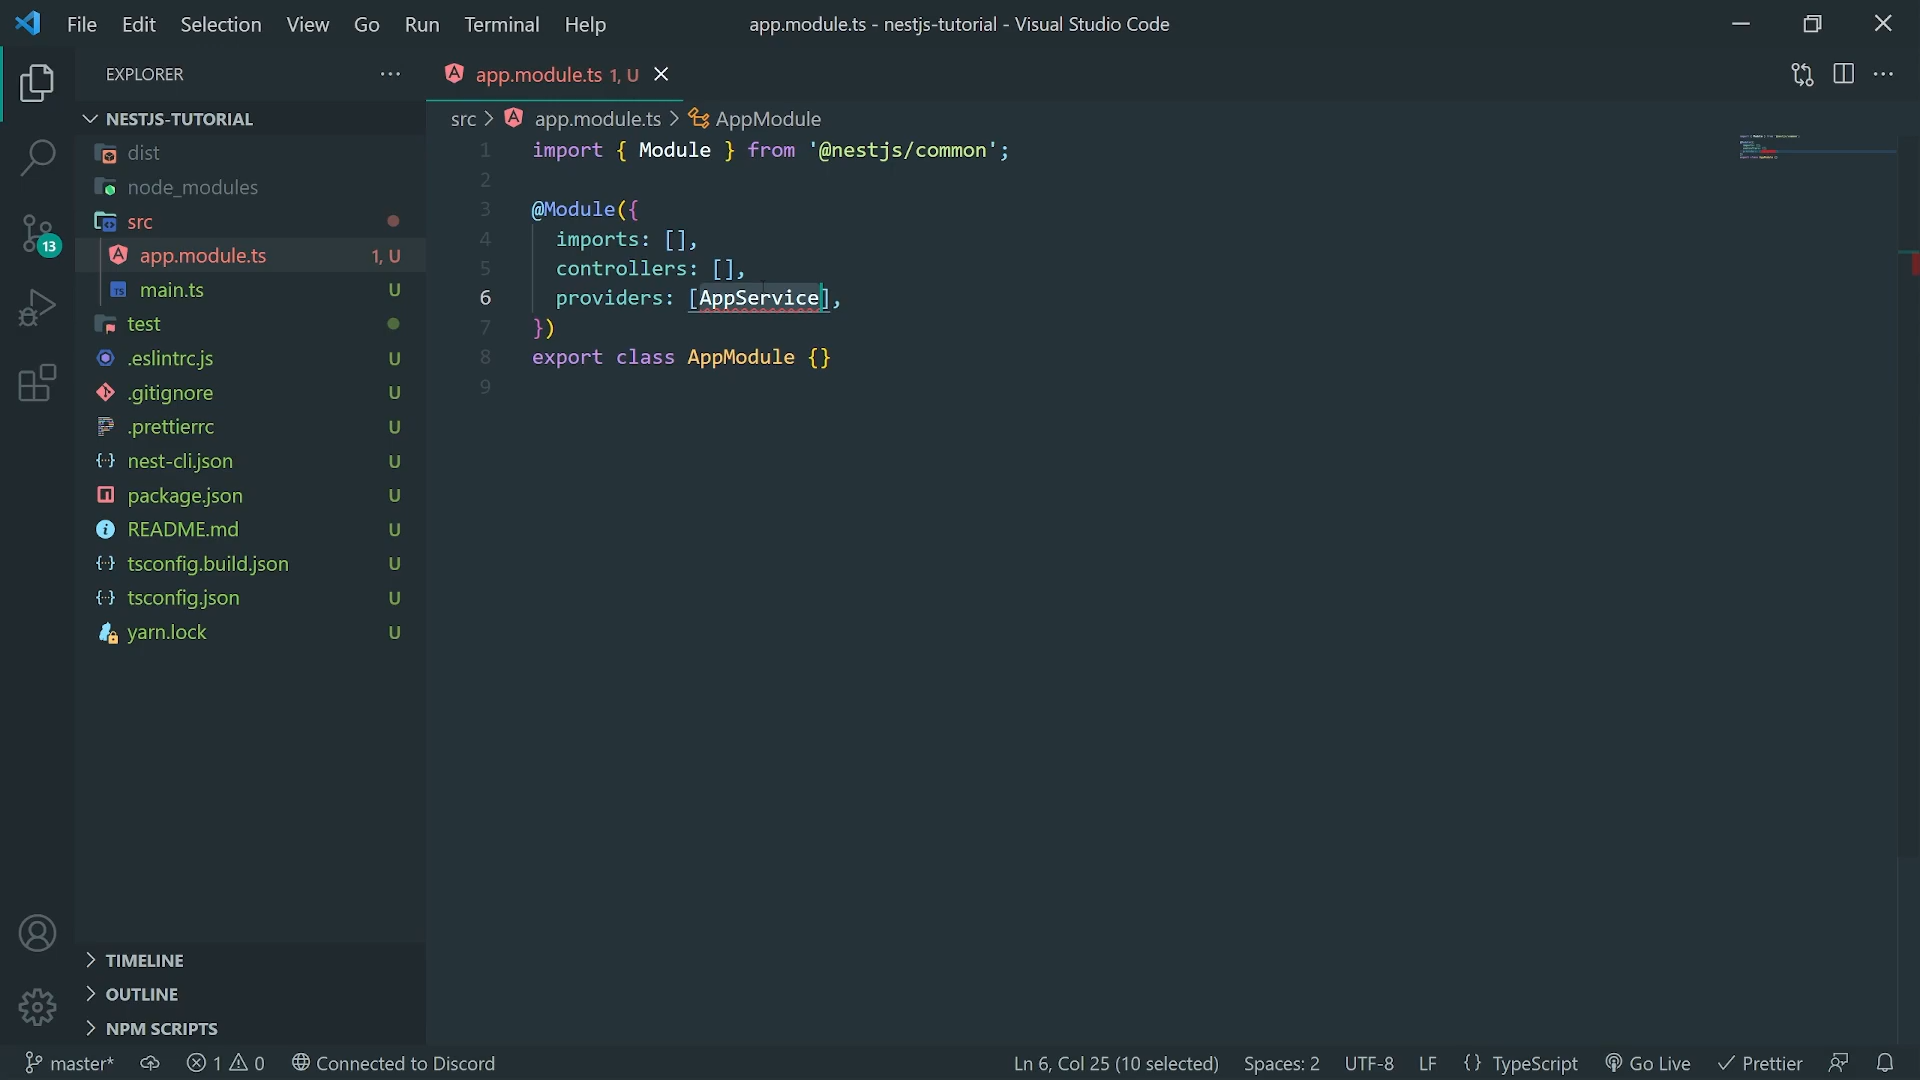 File Edit Selection View Go Run Terminal Help
app.module.ts - nestjs-tutorial - Visual Studio Code
EXPLORER
app.module.ts 1, U
NESTJS-TUTORIAL
src > app.module.ts > AppModule
dist
node_modules
src
app.module.ts 1, U
main.ts U
test
.eslintrc.js U
.gitignore U
.prettierrc U
nest-cli.json U
package.json U
README.md U
tsconfig.build.json U
tsconfig.json U
yarn.lock U
13
1 import { Module } from '@nestjs/common';
2
3 @Module({
4 imports: [],
5 controllers: [],
6 providers: [AppService],
7 })
8 export class AppModule {}
9
TIMELINE
OUTLINE
NPM SCRIPTS
master* 1 0 Connected to Discord Ln 6, Col 25 (10 selected) Spaces: 2 UTF-8 LF {} TypeScript Go Live Prettier